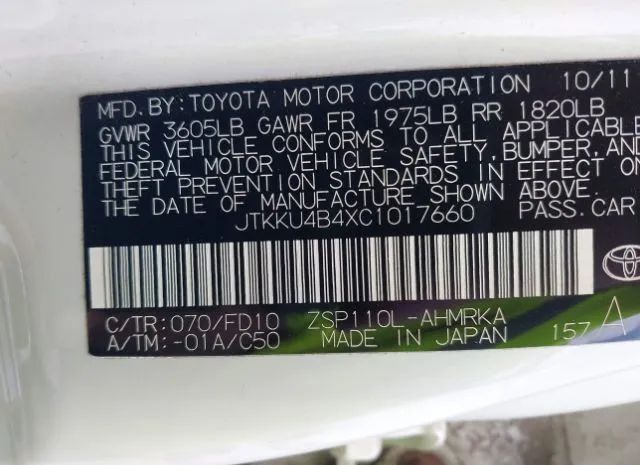 MFD.BY:TOYOTA MOTOR CORPORATION 10/11
GVWR 3605LB GAWR FR 1975LB RR 1820LB
THIS VEHICLE CONFORMS TO ALL APPLICABLE
FEDERAL MOTOR VEHICLE SAFETY,BUMPER,AND
THEFT PREVENTION STANDARDS IN EFFECT ON
THE DATE OF MANUFACTURE SHOWN ABOVE.
JTKKU4B4XC1017660 PASS.CAR
C/TR:070/FD10 ZSP110L-AHMRKA
A/TM:-01A/C50 MADE IN JAPAN 157 A